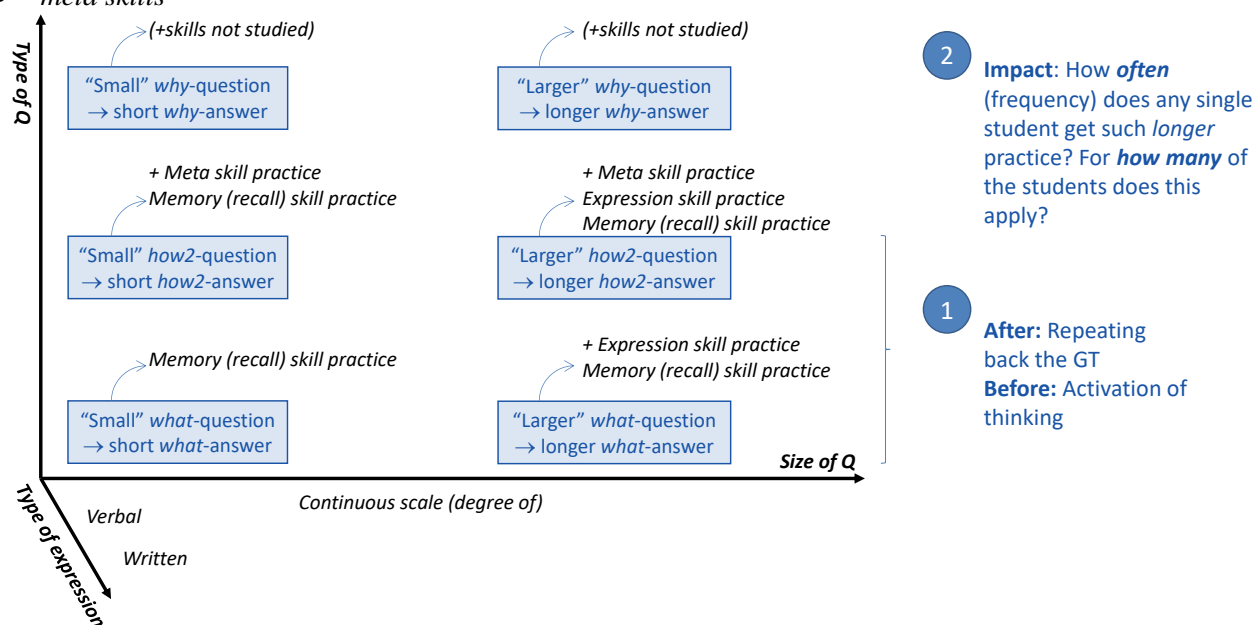 meta skills
Type of Q
(+skills not studied)
"Small" why-question
→ short why-answer
(+skills not studied)
"Larger" why-question
→ longer why-answer
+ Meta skill practice
Memory (recall) skill practice
"Small" how2-question
→ short how2-answer
+ Meta skill practice
Expression skill practice
Memory (recall) skill practice
"Larger" how2-question
→ longer how2-answer
Memory (recall) skill practice
"Small" what-question
→ short what-answer
+ Expression skill practice
Memory (recall) skill practice
"Larger" what-question
→ longer what-answer
Size of Q
Continuous scale (degree of)
Type of expression
Verbal
Written
2
Impact: How often
(frequency) does any single
student get such longer
practice? For how many of
the students does this
apply?
1
After: Repeating
back the GT
Before: Activation of
thinking